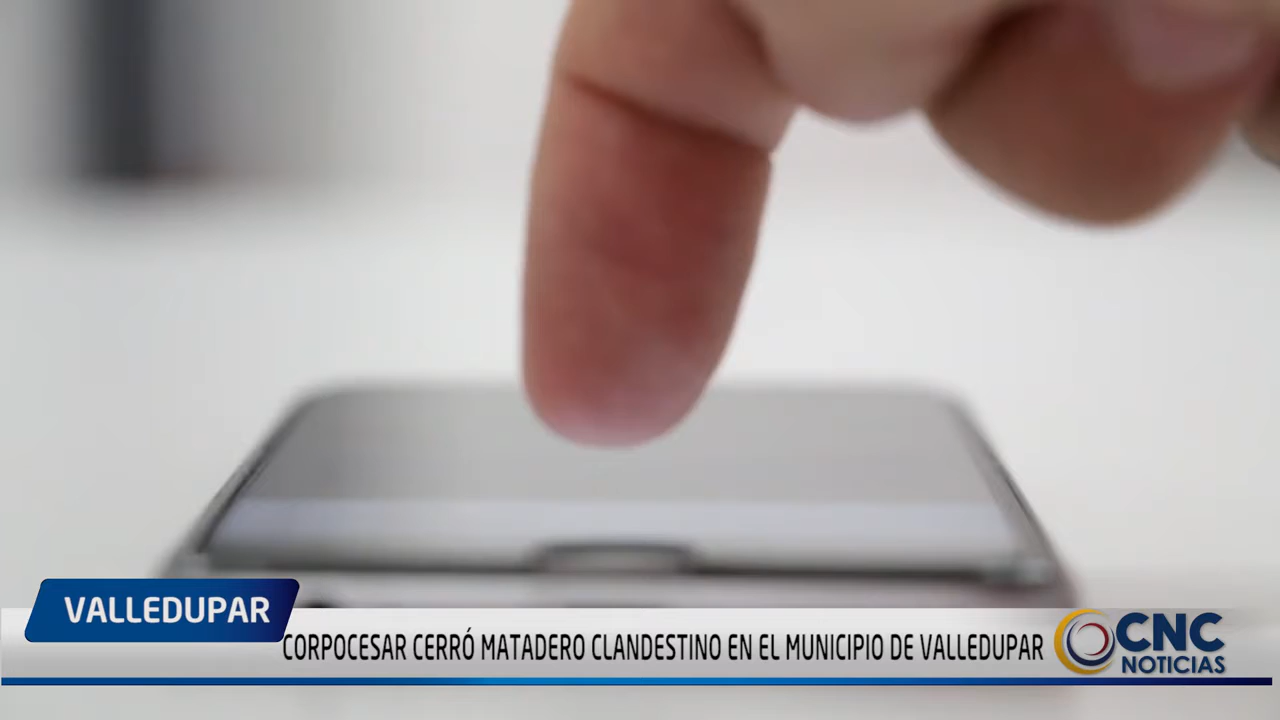 VALLEDUPAR
CORPOCESAR CERRÓ MATADERO CLANDESTINO EN EL MUNICIPIO DE VALLEDUPAR
CNC
NOTICIAS